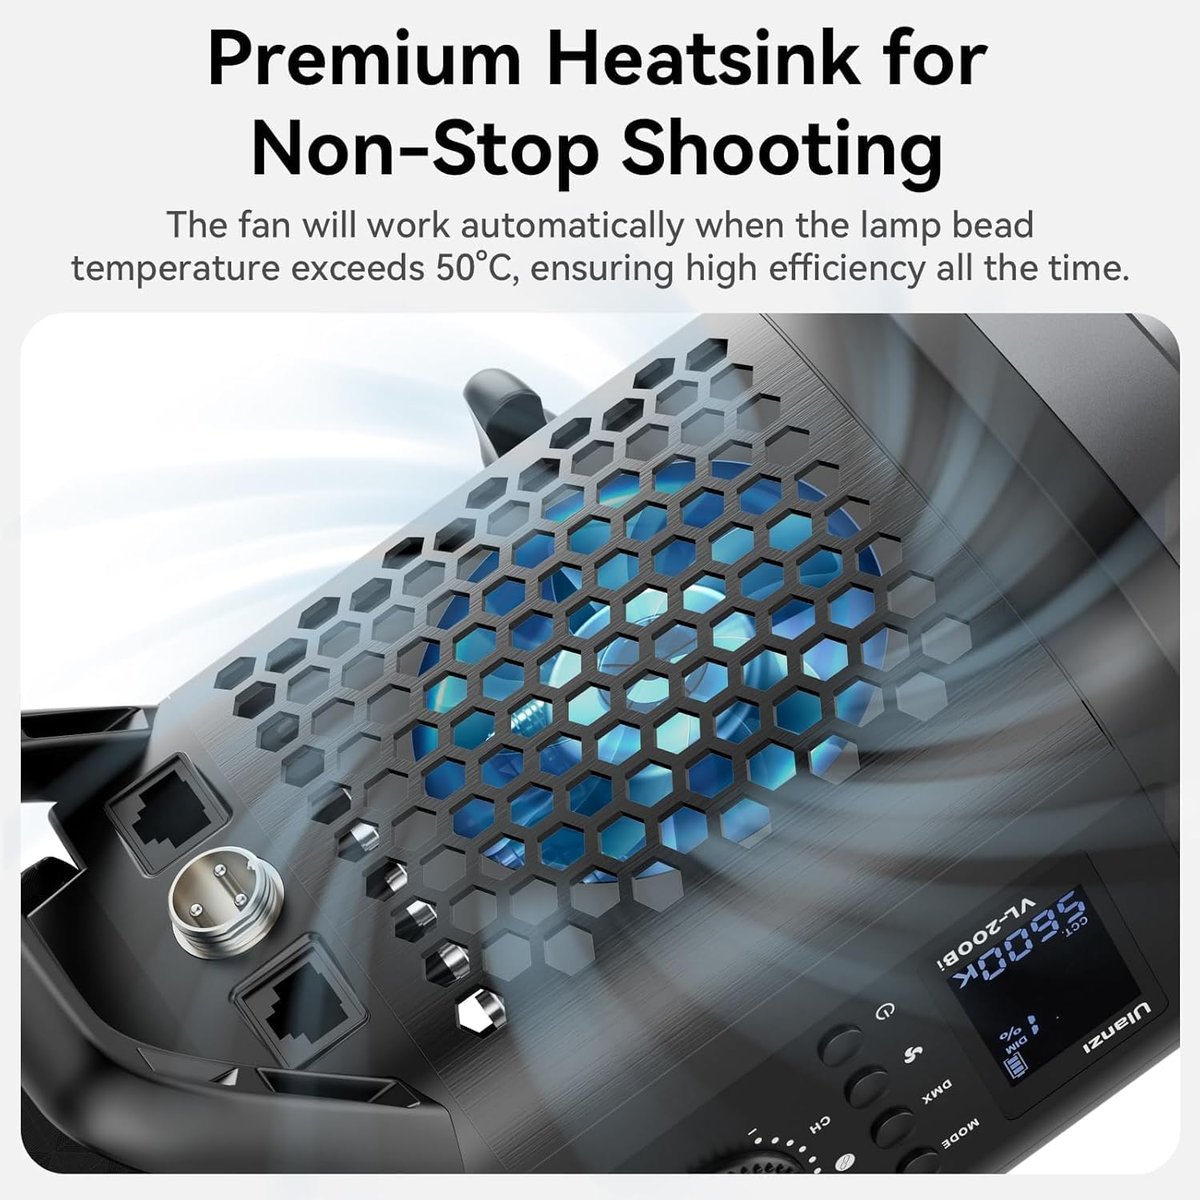 Premium Heatsink for
Non-Stop Shooting
The fan will work automatically when the lamp bead
temperature exceeds 50°C, ensuring high efficiency all the time.
Ulanzi
VL-200Bi
CCT:
5600K
DIM
1%
DMX
MODE
CH